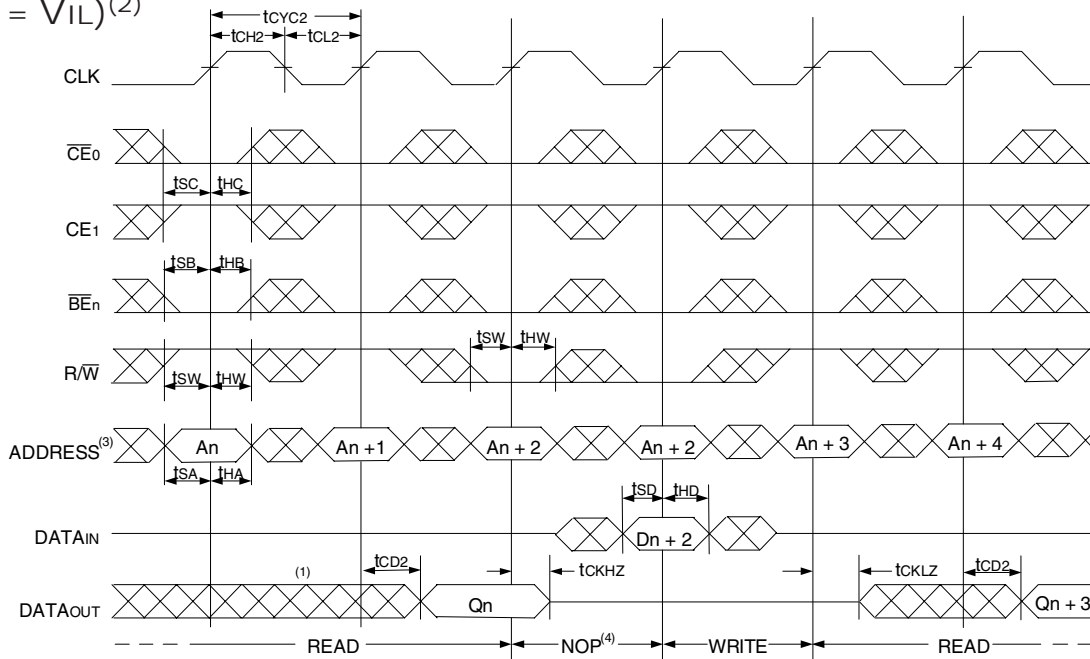 = VIL)(2)
tCYC2
tCH2 tCL2
CLK
CE0
tSC tHC
CE1
tSB tHB
BEn
tSW tHW
R/W
tSW tHW
ADDRESS(3) An An +1 An + 2 An + 2 An + 3 An + 4
tSA tHA
tSD tHD
DATAIN Dn + 2
(1) tCD2 tCKHZ tCKLZ tCD2
DATAOUT Qn Qn + 3
READ NOP(4) WRITE READ